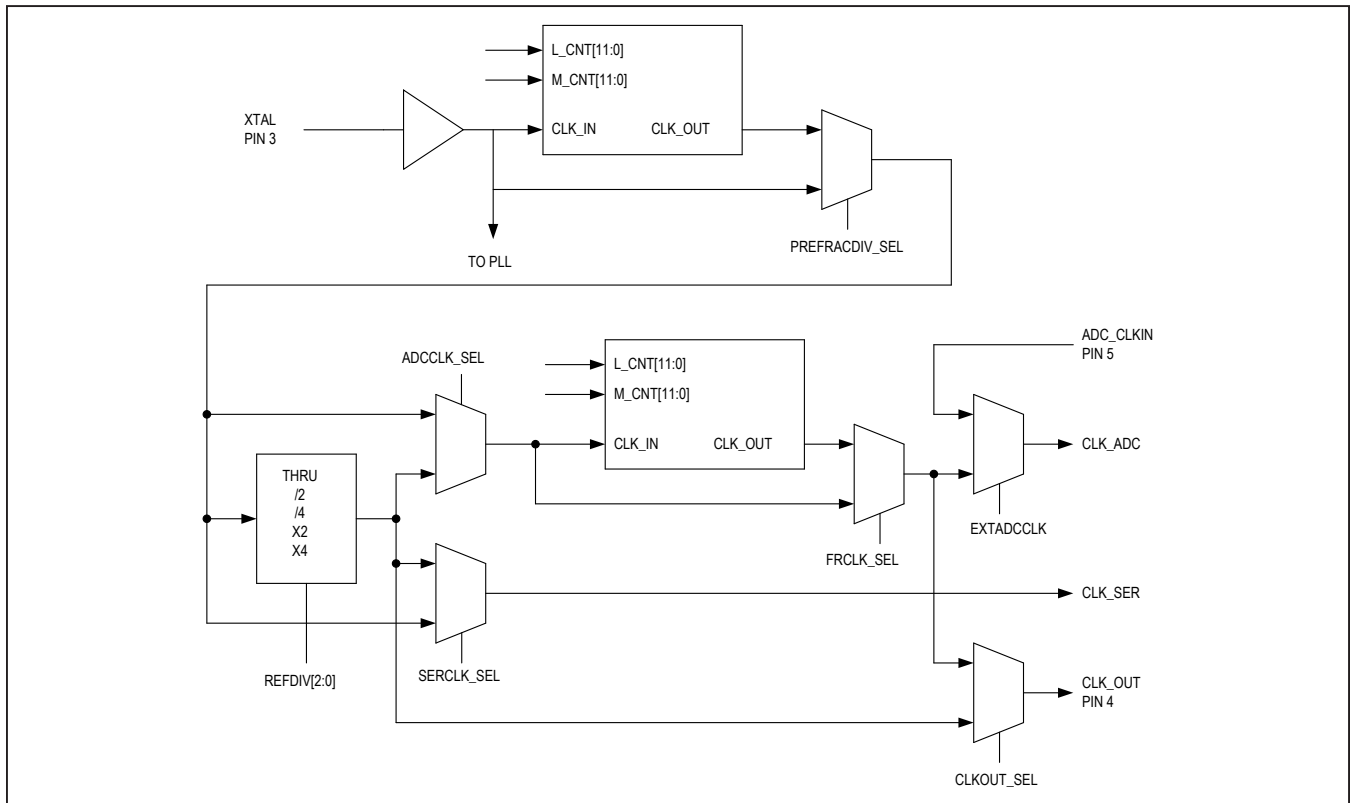 L_CNT[11:0]
M_CNT[11:0]
XTAL
PIN 3
CLK_IN
CLK_OUT
PREFRACDIV_SEL
TO PLL
ADC_CLKIN
PIN 5
ADCCLK_SEL
L_CNT[11:0]
M_CNT[11:0]
CLK_IN
CLK_OUT
CLK_ADC
THRU
/2
/4
X2
X4
EXTADCCLK
FRCLK_SEL
CLK_SER
REFDIV[2:0]
SERCLK_SEL
CLK_OUT
PIN 4
CLKOUT_SEL